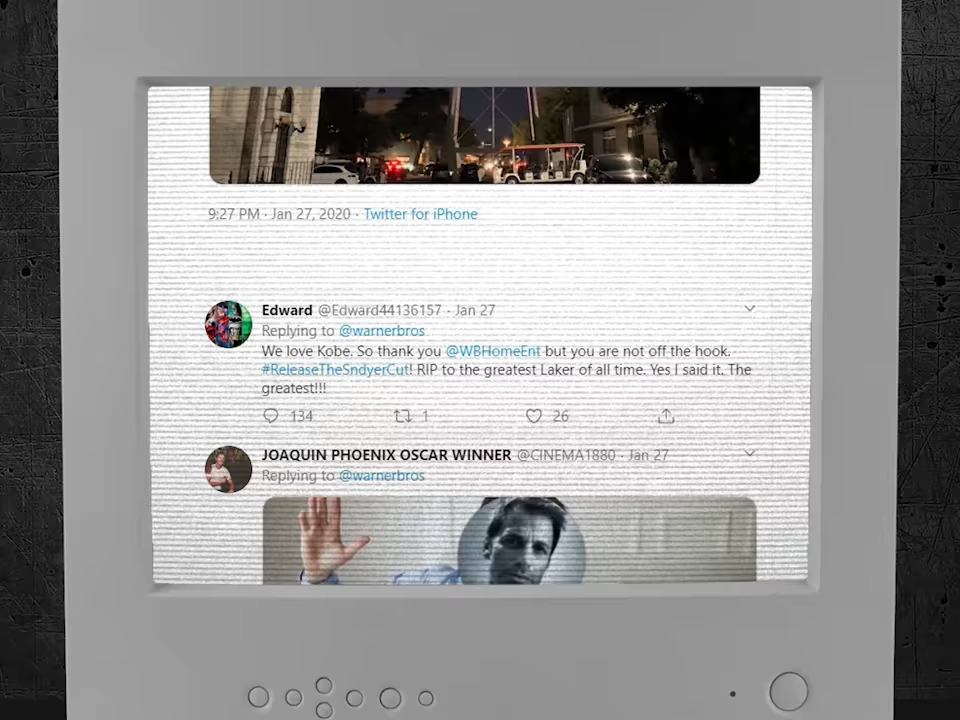 9:27 PM · Jan 27, 2020 · Twitter for iPhone
Edward @Edward44136157 · Jan 27
Replying to @warnerbros
We love Kobe. So thank you @WBHomeEnt but you are not off the hook.
#ReleaseTheSndyerCut! RIP to the greatest Laker of all time. Yes I said it. The
greatest!!!
134 1 26
JOAQUIN PHOENIX OSCAR WINNER @CINEMA1880 · Jan 27
Replying to @warnerbros